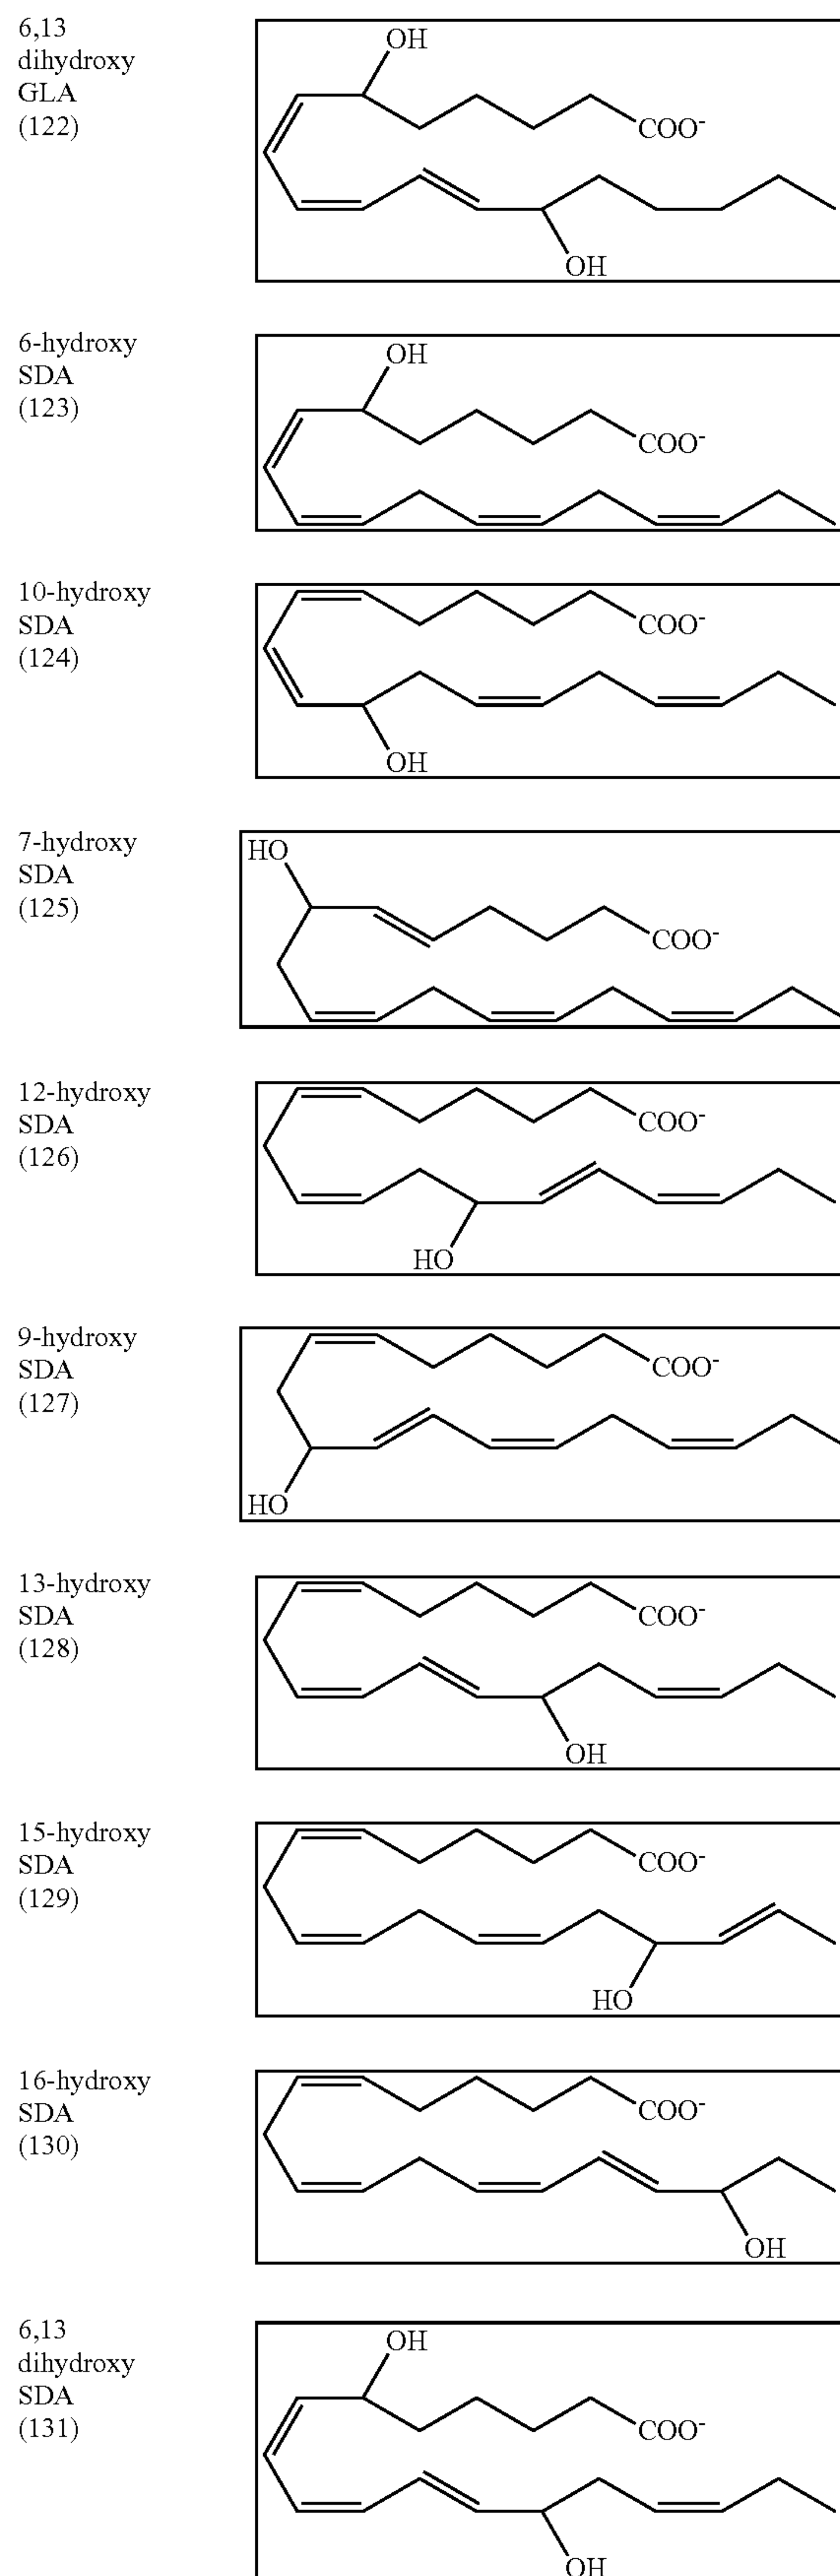 6,13
dihydroxy
GLA
(122)
OH
COO-
OH
6-hydroxy
SDA
(123)
OH
COO-
10-hydroxy
SDA
(124)
COO-
OH
7-hydroxy
SDA
(125)
HO
COO-
12-hydroxy
SDA
(126)
COO-
HO
9-hydroxy
SDA
(127)
COO-
HO
13-hydroxy
SDA
(128)
COO-
OH
15-hydroxy
SDA
(129)
COO-
HO
16-hydroxy
SDA
(130)
COO-
OH
6,13
dihydroxy
SDA
(131)
OH
COO-
OH